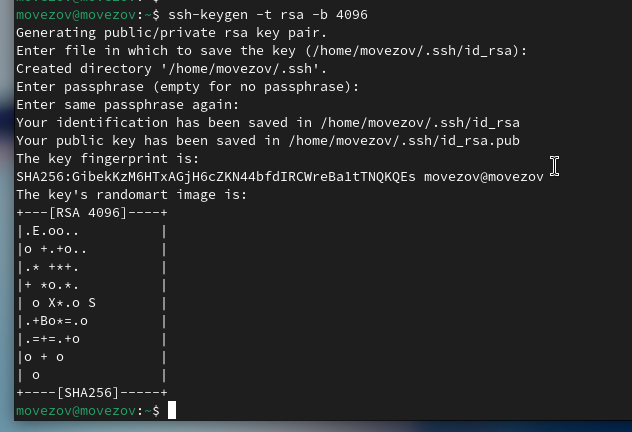 movezov@movezov:~$ ssh-keygen -t rsa -b 4096
Generating public/private rsa key pair.
Enter file in which to save the key (/home/movezov/.ssh/id_rsa):
Created directory '/home/movezov/.ssh'.
Enter passphrase (empty for no passphrase):
Enter same passphrase again:
Your identification has been saved in /home/movezov/.ssh/id_rsa
Your public key has been saved in /home/movezov/.ssh/id_rsa.pub
The key fingerprint is:
SHA256:GibekKzM6HTxAGjH6cZKN44bfdIRCWreBa1tTNQKQEs movezov@movezov
The key's randomart image is:
+---[RSA 4096]----+
|.E.oo..          |
|o +.+o..         |
|.* +*+.          |
|+ *o.*.          |
| o X*.o S        |
|.+Bo*=.o         |
|.=+=.+o          |
|o + o            |
| o               |
+----[SHA256]-----+
movezov@movezov:~$